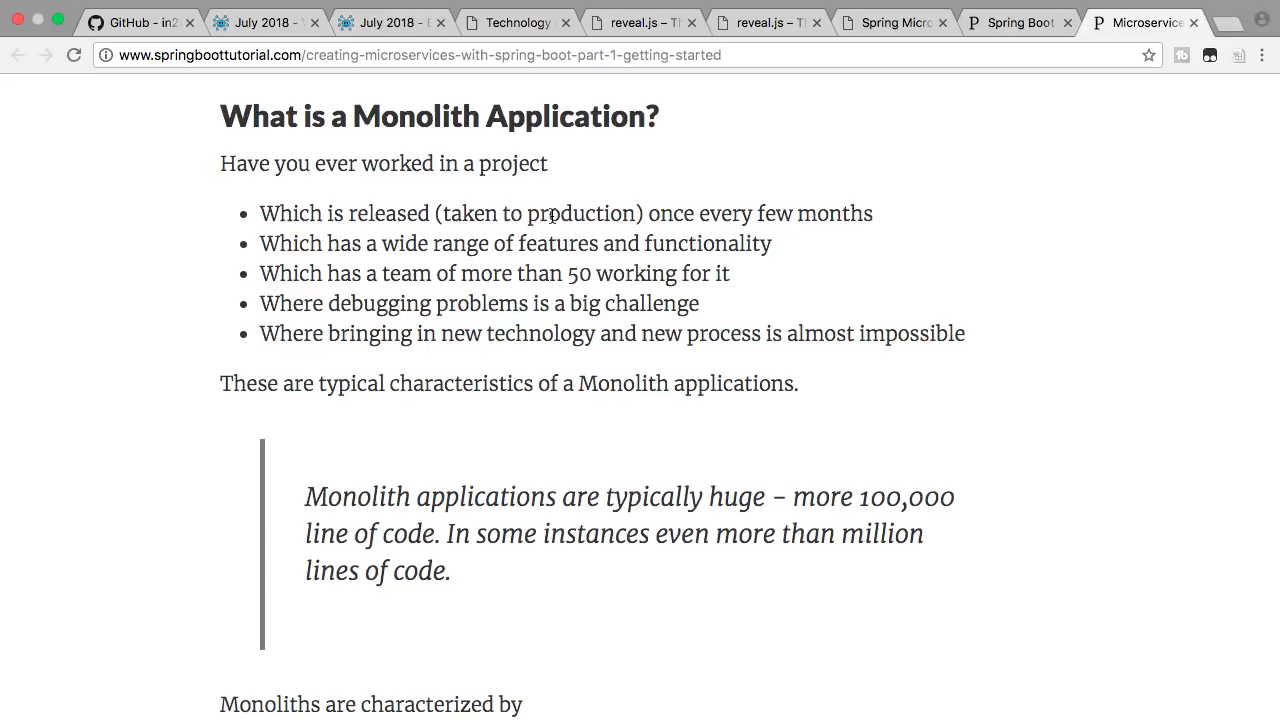 GitHub – in2 July 2018 – July 2018 – Technology reveal.js – Th reveal.js – Th Spring Micro Spring Boot Microservice
www.springboottutorial.com/creating-microservices-with-spring-boot-part-1-getting-started
What is a Monolith Application?
Have you ever worked in a project
• Which is released (taken to production) once every few months
• Which has a wide range of features and functionality
• Which has a team of more than 50 working for it
• Where debugging problems is a big challenge
• Where bringing in new technology and new process is almost impossible
These are typical characteristics of a Monolith applications.
Monolith applications are typically huge – more 100,000
line of code. In some instances even more than million
lines of code.
Monoliths are characterized by